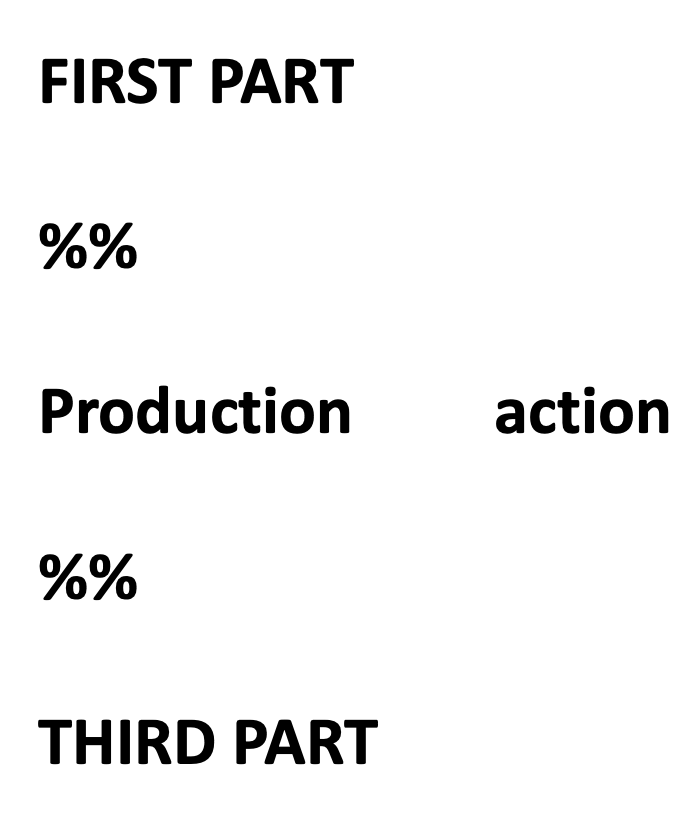 FIRST PART
%%
Production action
%%
THIRD PART